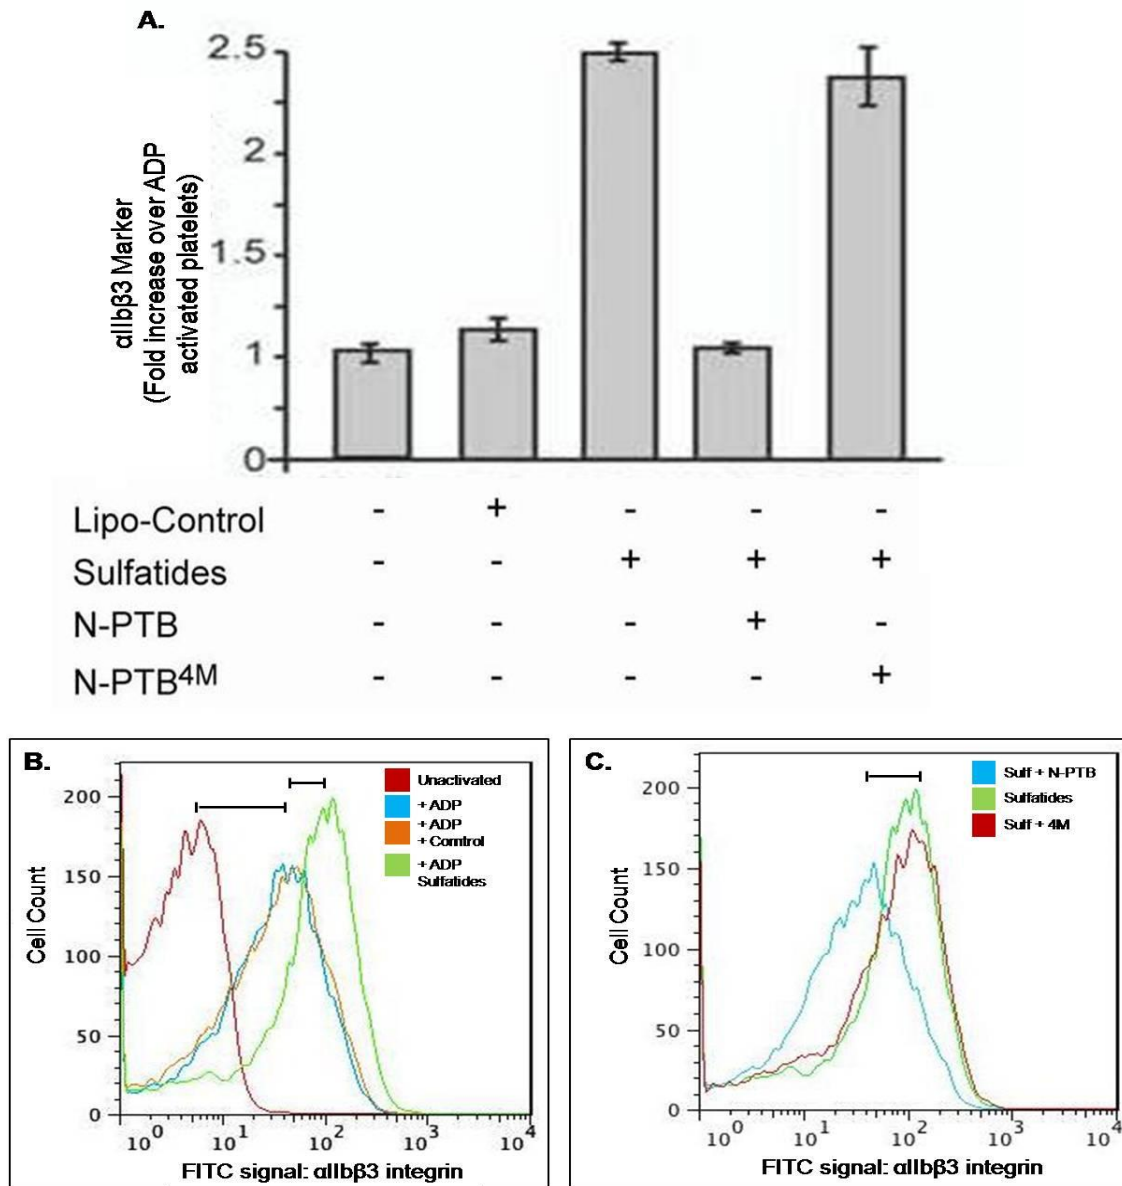 A.
αIIbβ3 Marker
(Fold increase over ADP
activated platelets)
2.5
2
1.5
1
0
Lipo-Control - + - - -
Sulfatides - - + + +
N-PTB - - - + -
N-PTB4M - - - - +
B.
Unactivated
+ ADP
+ ADP
+ Comtrol
+ ADP
Sulfatides
Cell Count
200
150
100
50
0
10^0 10^1 10^2 10^3 10^4
FITC signal: αIIbβ3 integrin
C.
Sulf + N-PTB
Sulfatides
Sulf + 4M
Cell Count
200
150
100
50
0
10^0 10^1 10^2 10^3 10^4
FITC signal: αIIbβ3 integrin